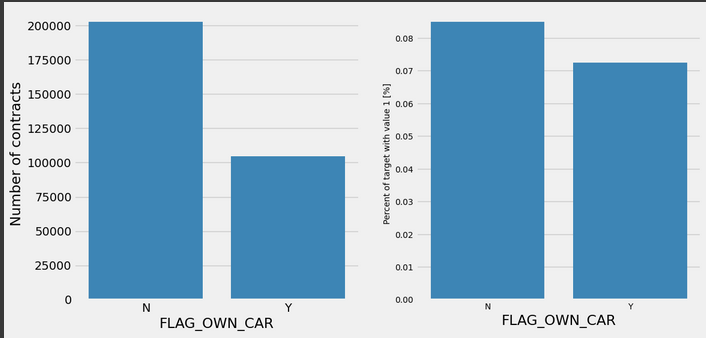 Number of contracts
200000
175000
150000
125000
100000
75000
50000
25000
0
N
Y
FLAG_OWN_CAR
Percent of target with value 1 [%]
0.08
0.07
0.06
0.05
0.04
0.03
0.02
0.01
0.00
N
Y
FLAG_OWN_CAR